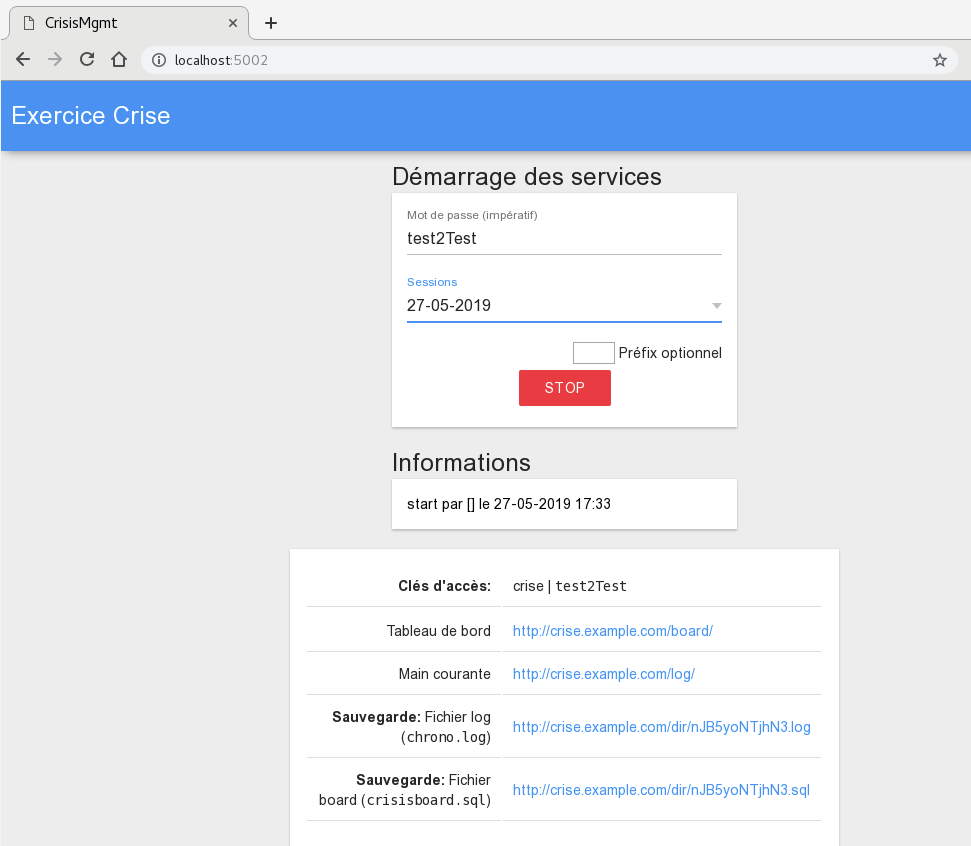 CrisisMgmt
localhost:5002
Exercice Crise
Démarrage des services
Mot de passe (impératif)
test2Test
Sessions
27-05-2019
Préfix optionnel
STOP
Informations
start par [] le 27-05-2019 17:33
Clés d'accès: crise | test2Test
Tableau de bord http://crise.example.com/board/
Main courante http://crise.example.com/log/
Sauvegarde: Fichier log
(chrono.log) http://crise.example.com/dir/nJB5yoNTjhN3.log
Sauvegarde: Fichier
board (crisisboard.sql) http://crise.example.com/dir/nJB5yoNTjhN3.sql